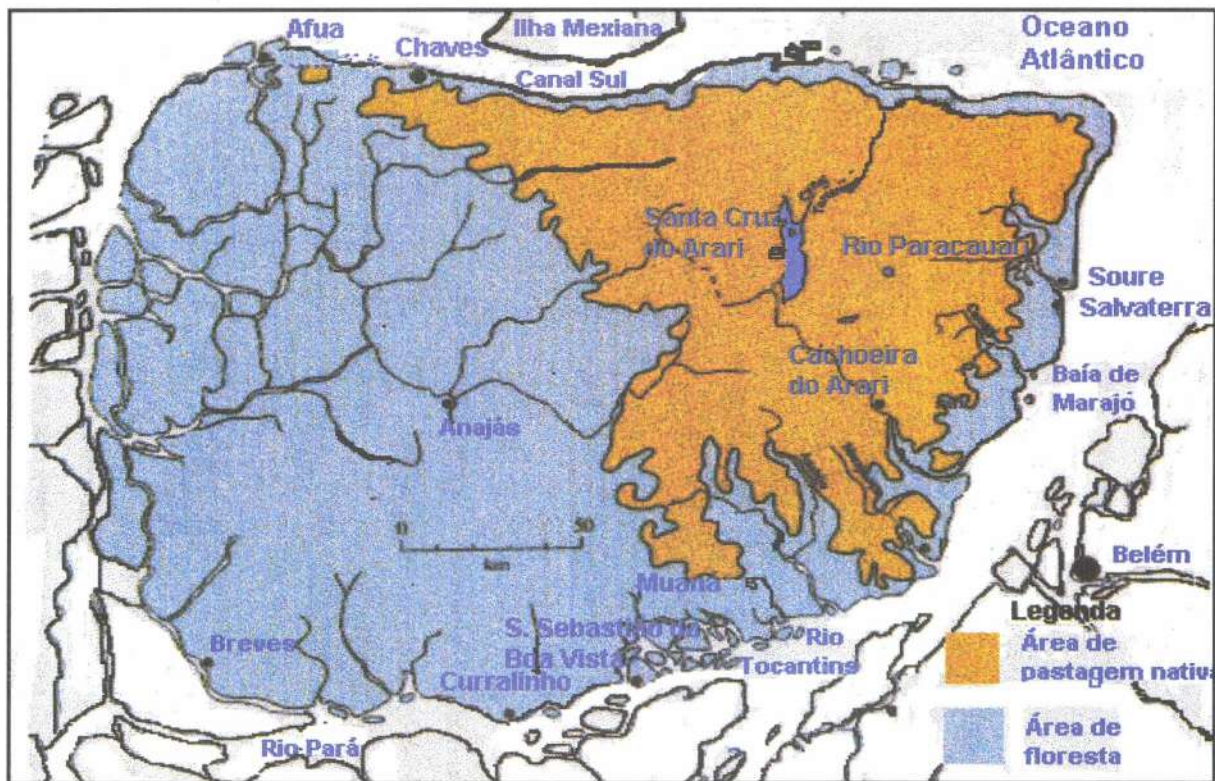 Afua
Ilha Mexiana
Oceano
Atlântico
Chaves
Canal Sul
Santa Cruz
do Arari
Rio Paracauari
Soure
Salvaterra
Cachoeira
do Arari
Baía de
Marajó
Anajás
0 50
km
Muaná
Belém
Legenda
Breves
S. Sebastião da
Boa Vista
Rio
Tocantins
Área de
pastagem nativa
Curralinho
Rio Pará
Área de
floresta